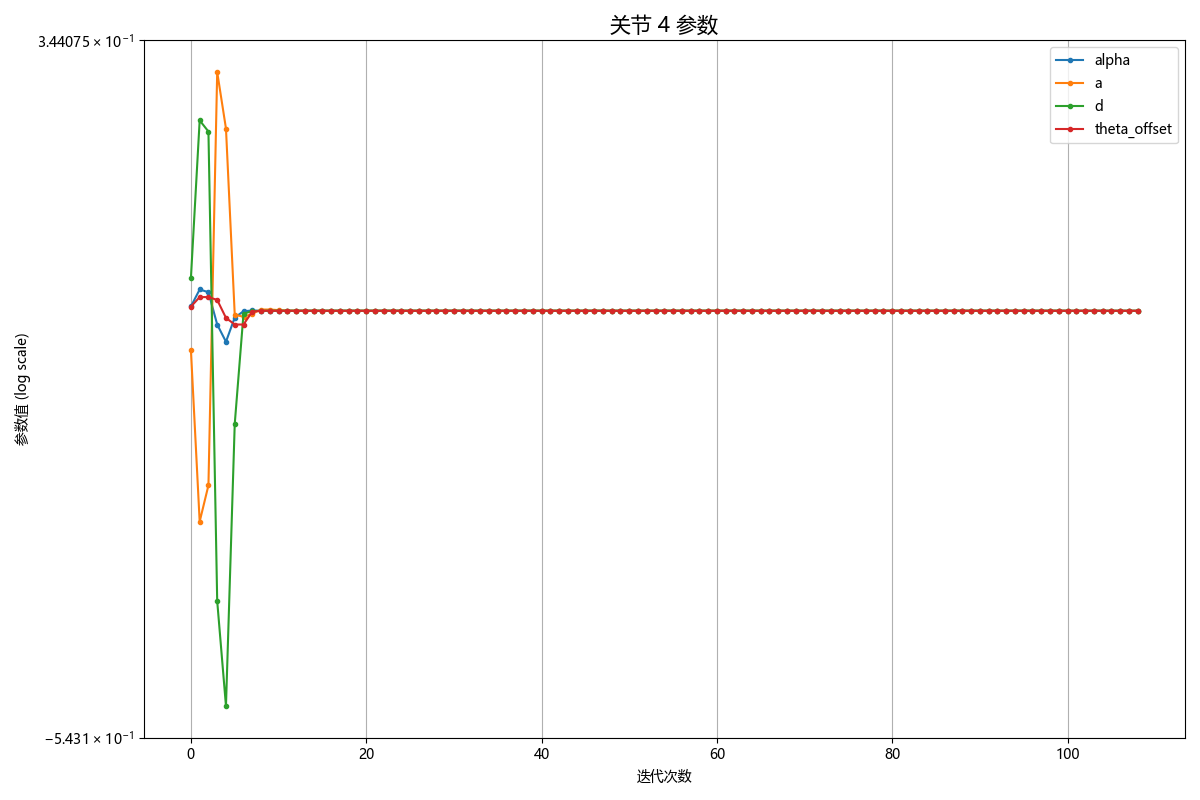 关节 4 参数
3.44075 × 10⁻¹
alpha
a
d
theta_offset
参数值 (log scale)
−5.431 × 10⁻¹
0 20 40 60 80 100
迭代次数